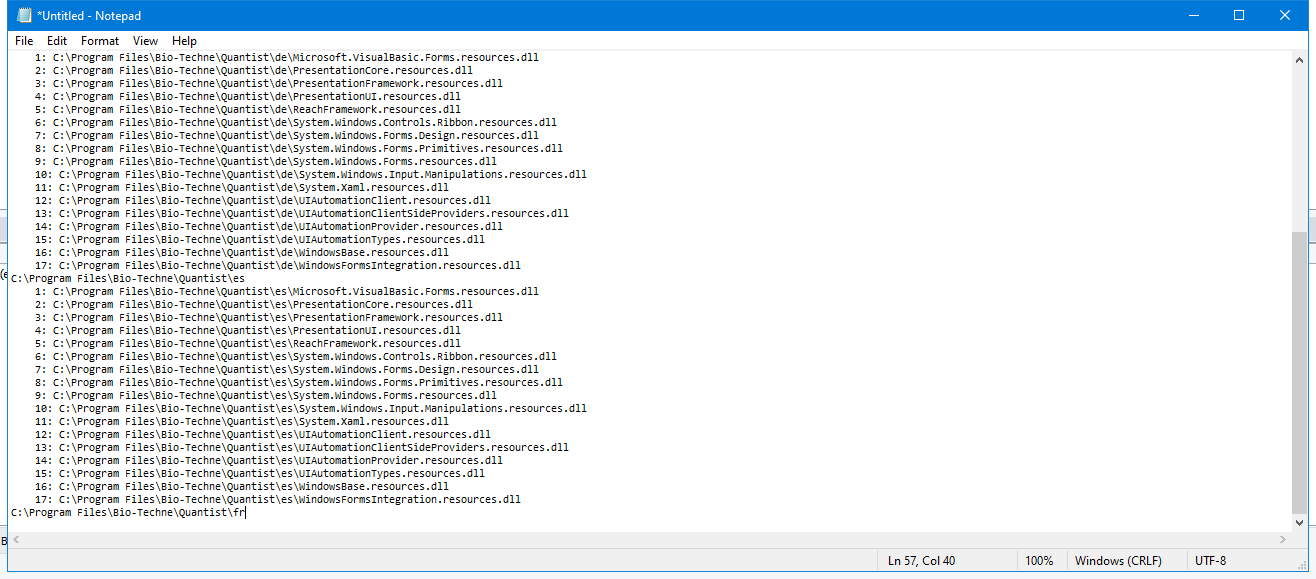 *Untitled - Notepad
File Edit Format View Help
1: C:\Program Files\Bio-Techne\Quantist\de\Microsoft.VisualBasic.Forms.resources.dll
2: C:\Program Files\Bio-Techne\Quantist\de\PresentationCore.resources.dll
3: C:\Program Files\Bio-Techne\Quantist\de\PresentationFramework.resources.dll
4: C:\Program Files\Bio-Techne\Quantist\de\PresentationUI.resources.dll
5: C:\Program Files\Bio-Techne\Quantist\de\ReachFramework.resources.dll
6: C:\Program Files\Bio-Techne\Quantist\de\System.Windows.Controls.Ribbon.resources.dll
7: C:\Program Files\Bio-Techne\Quantist\de\System.Windows.Forms.Design.resources.dll
8: C:\Program Files\Bio-Techne\Quantist\de\System.Windows.Forms.Primitives.resources.dll
9: C:\Program Files\Bio-Techne\Quantist\de\System.Windows.Forms.resources.dll
10: C:\Program Files\Bio-Techne\Quantist\de\System.Windows.Input.Manipulations.resources.dll
11: C:\Program Files\Bio-Techne\Quantist\de\System.Xaml.resources.dll
12: C:\Program Files\Bio-Techne\Quantist\de\UIAutomationClient.resources.dll
13: C:\Program Files\Bio-Techne\Quantist\de\UIAutomationClientSideProviders.resources.dll
14: C:\Program Files\Bio-Techne\Quantist\de\UIAutomationProvider.resources.dll
15: C:\Program Files\Bio-Techne\Quantist\de\UIAutomationTypes.resources.dll
16: C:\Program Files\Bio-Techne\Quantist\de\WindowsBase.resources.dll
17: C:\Program Files\Bio-Techne\Quantist\de\WindowsFormsIntegration.resources.dll
C:\Program Files\Bio-Techne\Quantist\es
1: C:\Program Files\Bio-Techne\Quantist\es\Microsoft.VisualBasic.Forms.resources.dll
2: C:\Program Files\Bio-Techne\Quantist\es\PresentationCore.resources.dll
3: C:\Program Files\Bio-Techne\Quantist\es\PresentationFramework.resources.dll
4: C:\Program Files\Bio-Techne\Quantist\es\PresentationUI.resources.dll
5: C:\Program Files\Bio-Techne\Quantist\es\ReachFramework.resources.dll
6: C:\Program Files\Bio-Techne\Quantist\es\System.Windows.Controls.Ribbon.resources.dll
7: C:\Program Files\Bio-Techne\Quantist\es\System.Windows.Forms.Design.resources.dll
8: C:\Program Files\Bio-Techne\Quantist\es\System.Windows.Forms.Primitives.resources.dll
9: C:\Program Files\Bio-Techne\Quantist\es\System.Windows.Forms.resources.dll
10: C:\Program Files\Bio-Techne\Quantist\es\System.Windows.Input.Manipulations.resources.dll
11: C:\Program Files\Bio-Techne\Quantist\es\System.Xaml.resources.dll
12: C:\Program Files\Bio-Techne\Quantist\es\UIAutomationClient.resources.dll
13: C:\Program Files\Bio-Techne\Quantist\es\UIAutomationClientSideProviders.resources.dll
14: C:\Program Files\Bio-Techne\Quantist\es\UIAutomationProvider.resources.dll
15: C:\Program Files\Bio-Techne\Quantist\es\UIAutomationTypes.resources.dll
16: C:\Program Files\Bio-Techne\Quantist\es\WindowsBase.resources.dll
17: C:\Program Files\Bio-Techne\Quantist\es\WindowsFormsIntegration.resources.dll
C:\Program Files\Bio-Techne\Quantist\fr
Ln 57, Col 40 100% Windows (CRLF) UTF-8